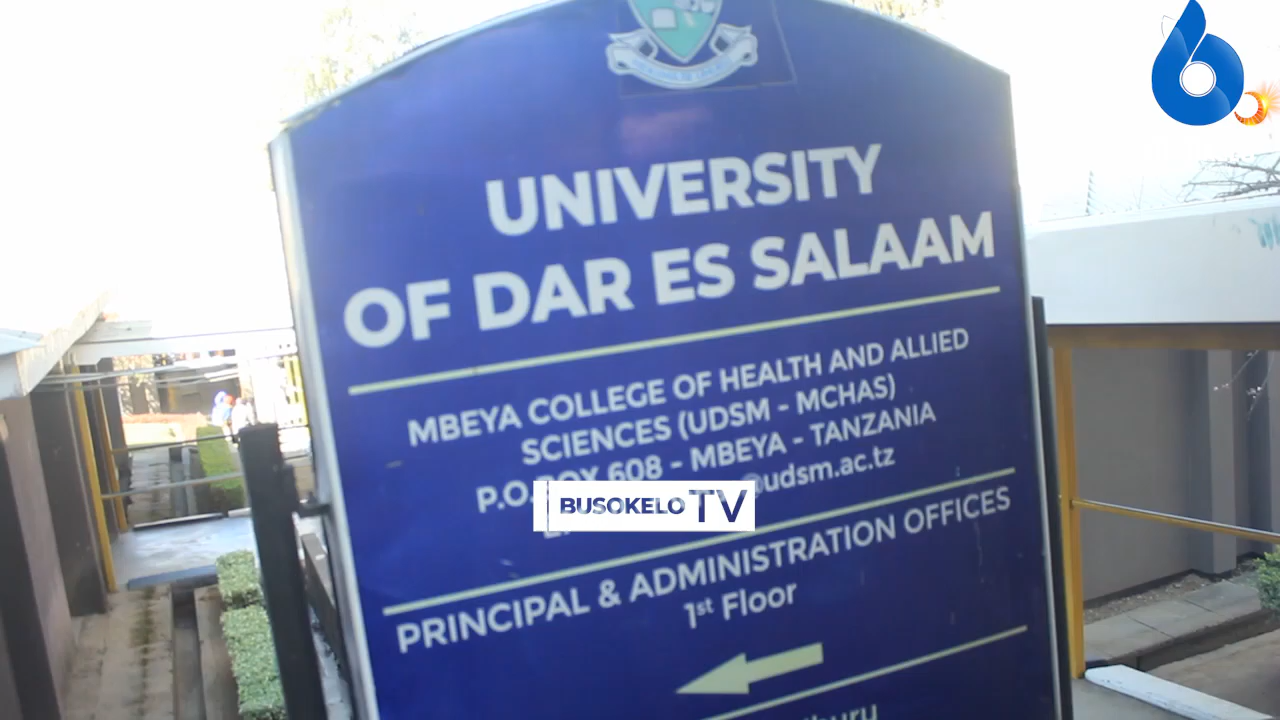 UNIVERSITY
OF DAR ES SALAAM
MBEYA COLLEGE OF HEALTH AND ALLIED
SCIENCES (UDSM - MCHAS)
P.O. BOX 608 - MBEYA - TANZANIA
@udsm.ac.tz
BUSOKELO TV
PRINCIPAL & ADMINISTRATION OFFICES
1st Floor